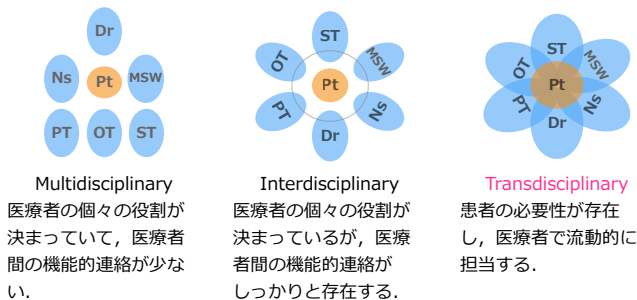 Dr
Ns
Pt
MSW
PT
OT
ST
Multidisciplinary
医療者の個々の役割が
決まっていて，医療者
間の機能的連絡が少な
い．
ST
OT
MSW
Pt
PT
Ns
Dr
Interdisciplinary
医療者の個々の役割が
決まっているが，医療
者間の機能的連絡が
しっかりと存在する．
ST
OT
MSW
Pt
PT
Ns
Dr
Transdisciplinary
患者の必要性が存在
し，医療者で流動的に
担当する．